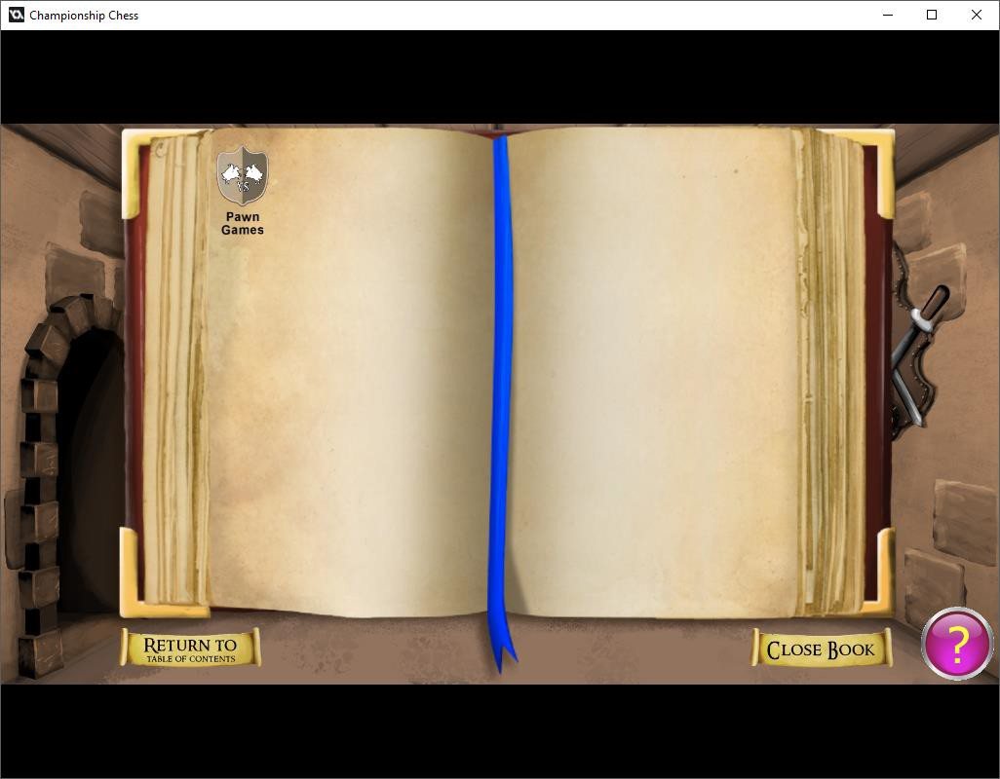 Championship Chess
VS
Pawn
Games
RETURN TO
TABLE OF CONTENTS
CLOSE BOOK
?